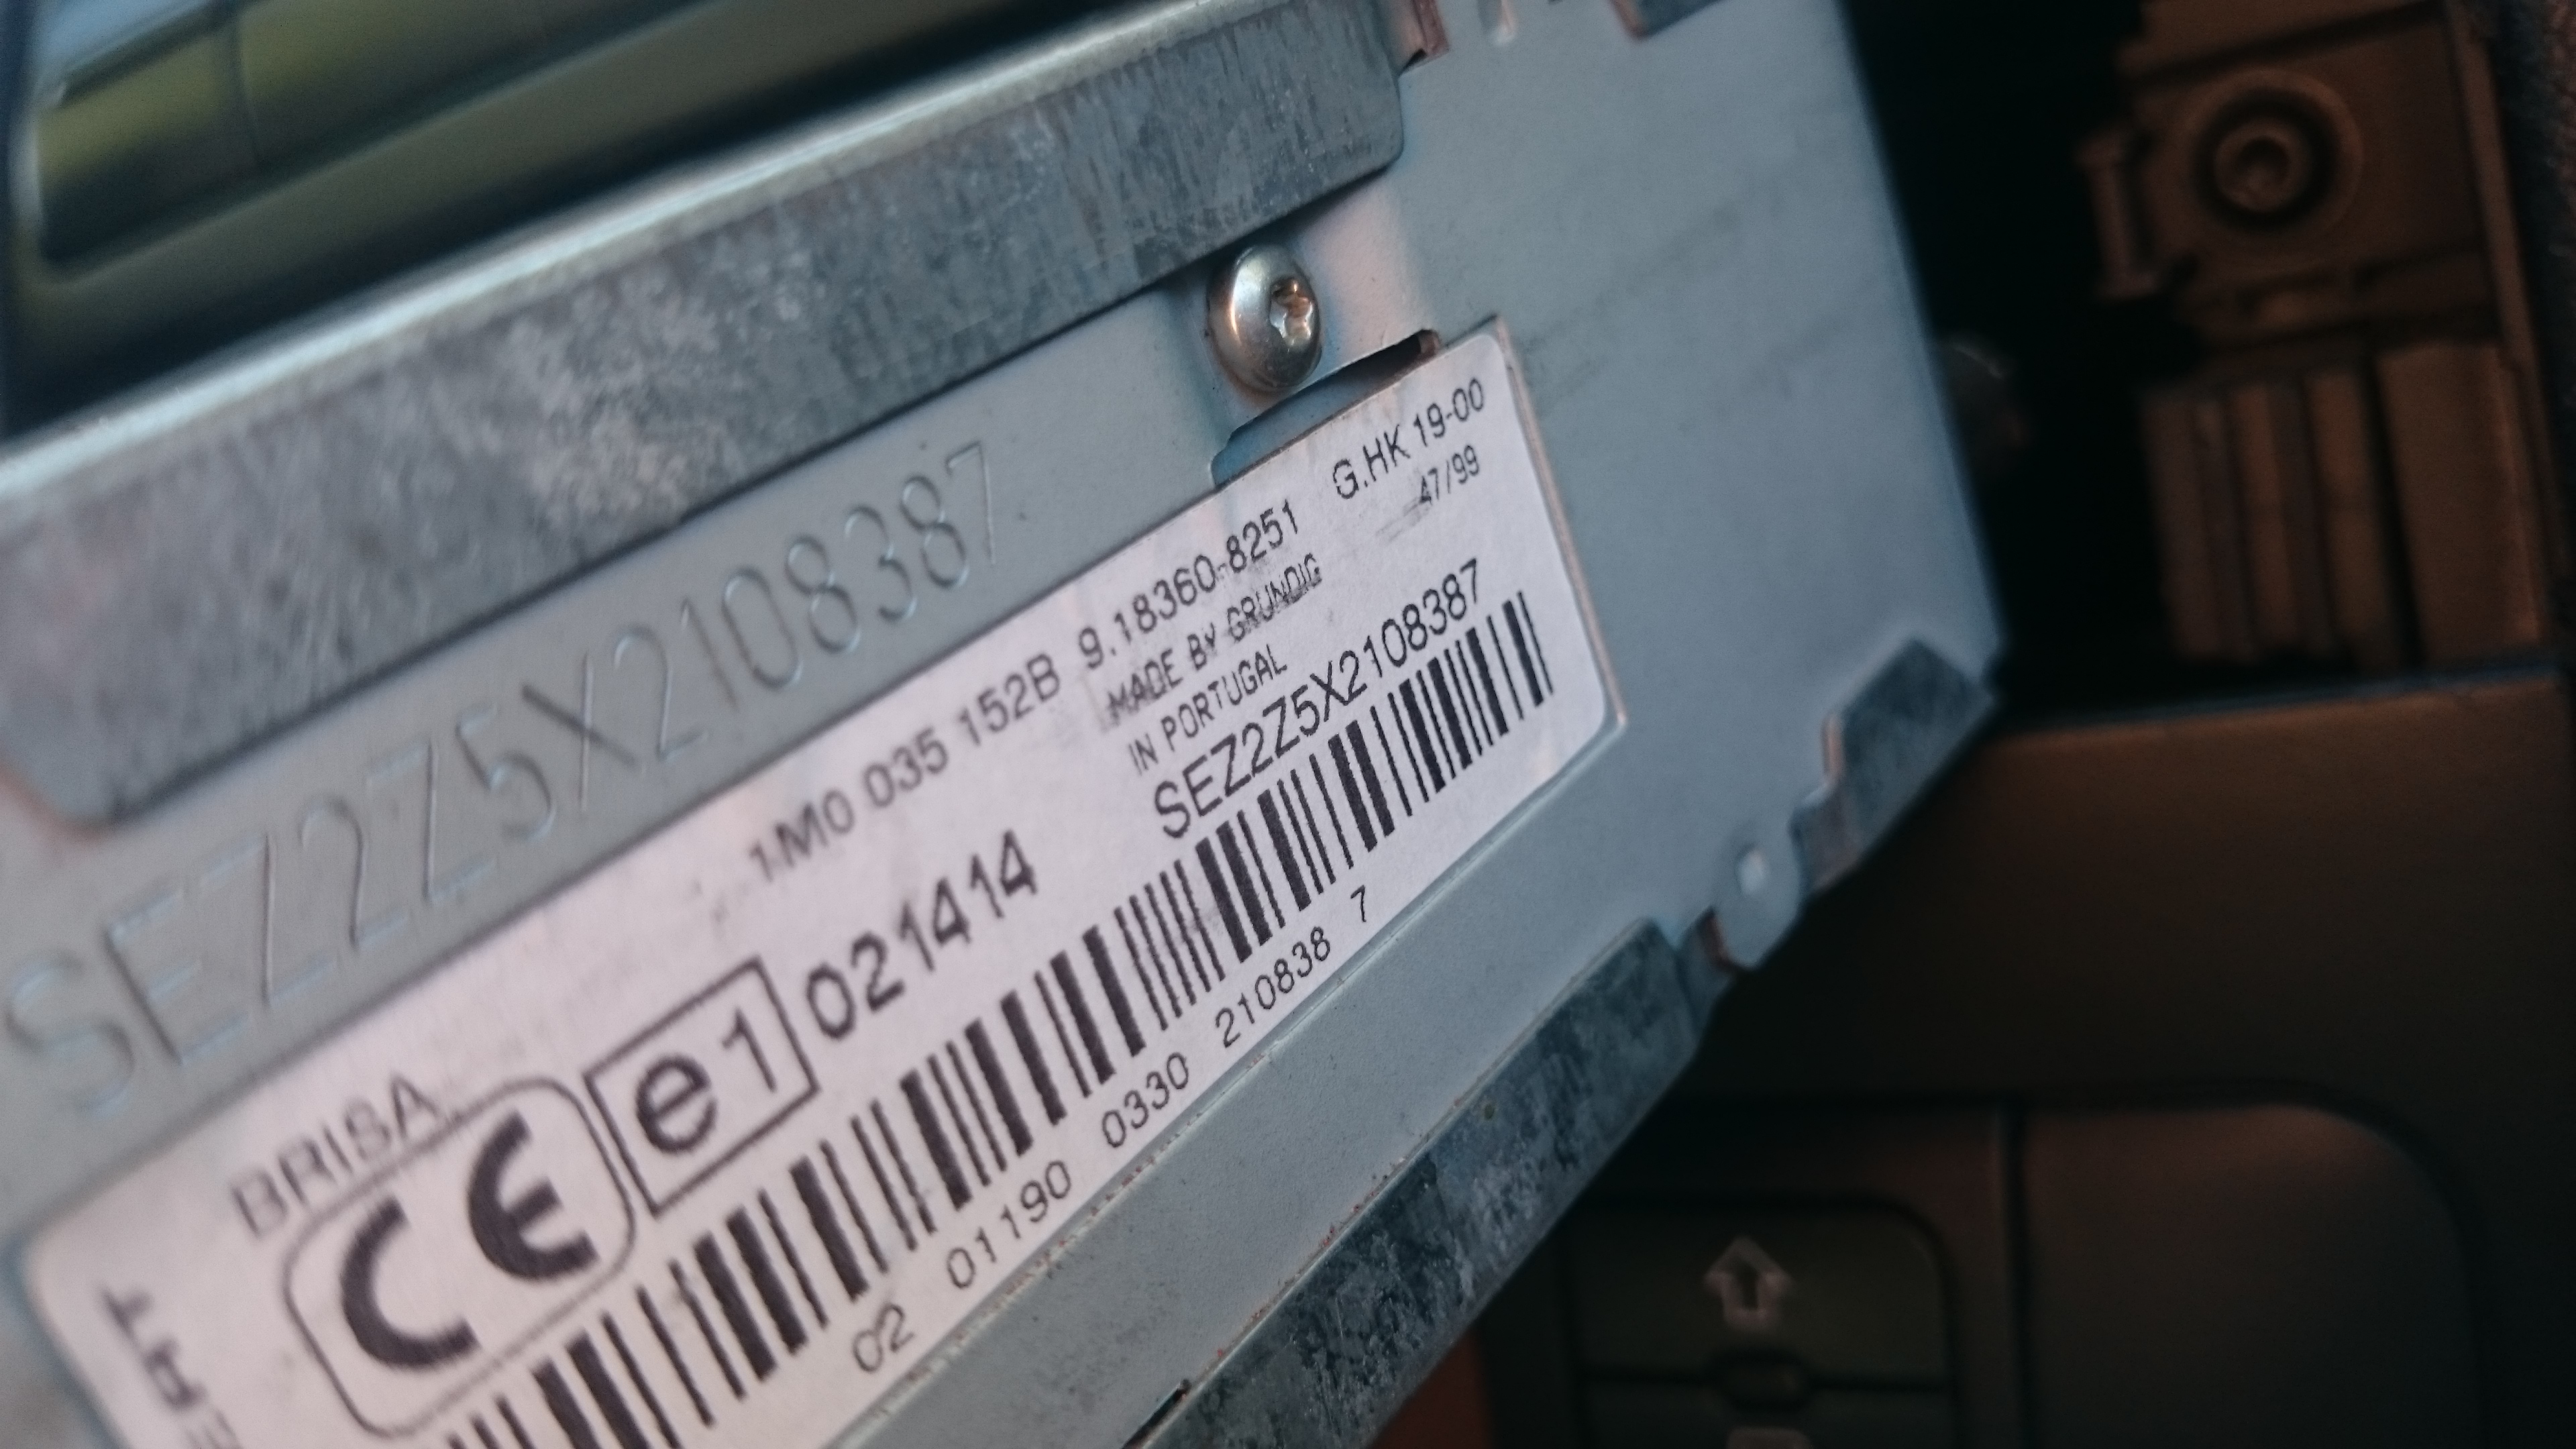 SEZ2Z5X2108387
1M0 035 152B 9.18360-8251 G.HK 19-00
MADE BY GRUNDIG 47/99
IN PORTUGAL
BRISA
CE e1 021414 SEZ2Z5X2108387
02 01190 0330 210838 7